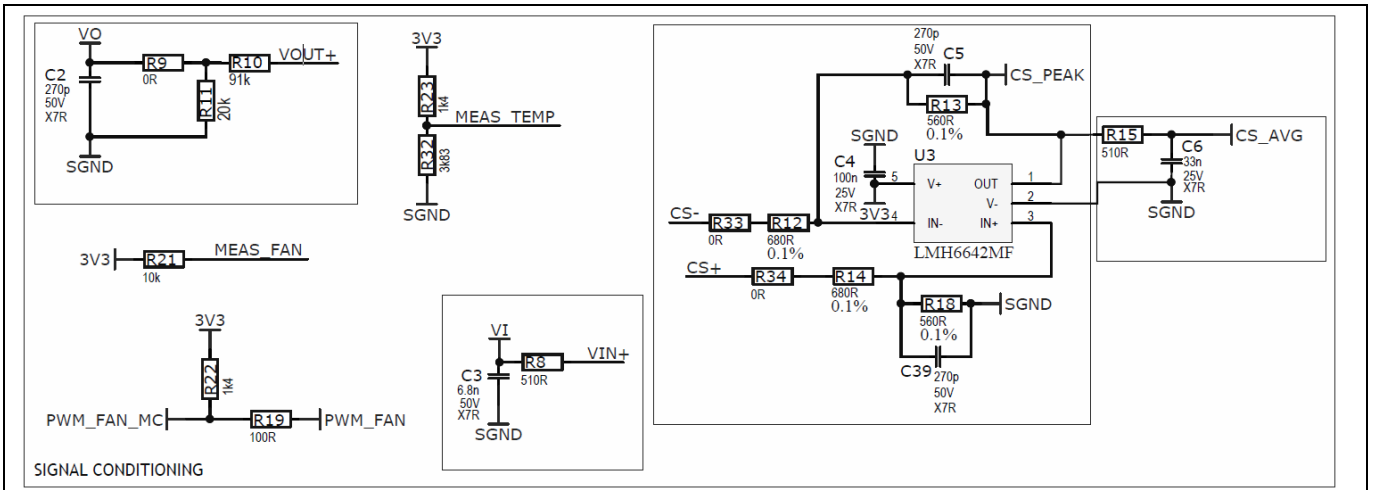 VO
R9
0R
R10
91k
VOUT+
C2
270p
50V
X7R
R11
20k
SGND
3V3
R23
1k4
MEAS_TEMP
R32
3k83
SGND
3V3
R21
10k
MEAS_FAN
3V3
R22
1k4
PWM_FAN_MC
R19
100R
PWM_FAN
VI
R8
510R
VIN+
C3
6.8n
50V
X7R
SGND
270p
50V
X7R
C5
CS_PEAK
R13
560R
0.1%
SGND
C4
100n
25V
X7R
3V3
U3
5
V+
OUT
1
V-
2
4
IN-
IN+
3
LMH6642MF
CS-
R33
0R
R12
680R
0.1%
CS+
R34
0R
R14
680R
0.1%
R18
560R
0.1%
SGND
C39
270p
50V
X7R
R15
510R
CS_AVG
C6
33n
25V
X7R
SGND
SIGNAL CONDITIONING